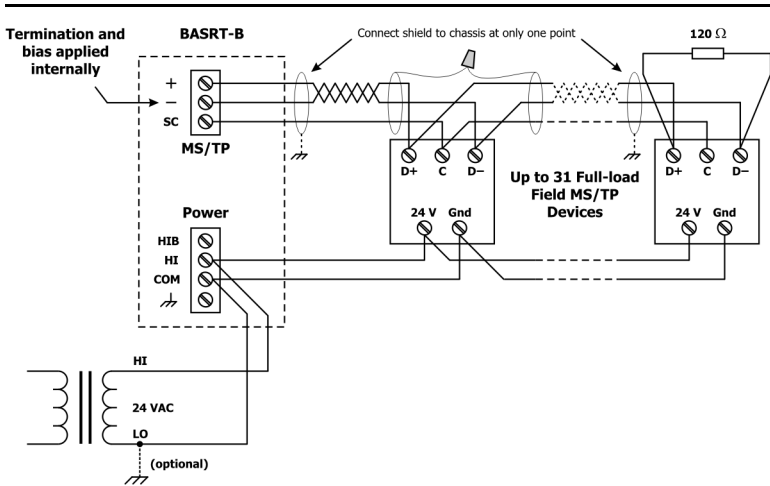 Termination and
bias applied
internally
BASRT-B
Connect shield to chassis at only one point
120 Ω
+
–
SC
MS/TP
D+ C D–
Up to 31 Full-load
Field MS/TP
Devices
D+ C D–
24 V Gnd
24 V Gnd
Power
HIB
HI
COM
HI
24 VAC
LO
(optional)